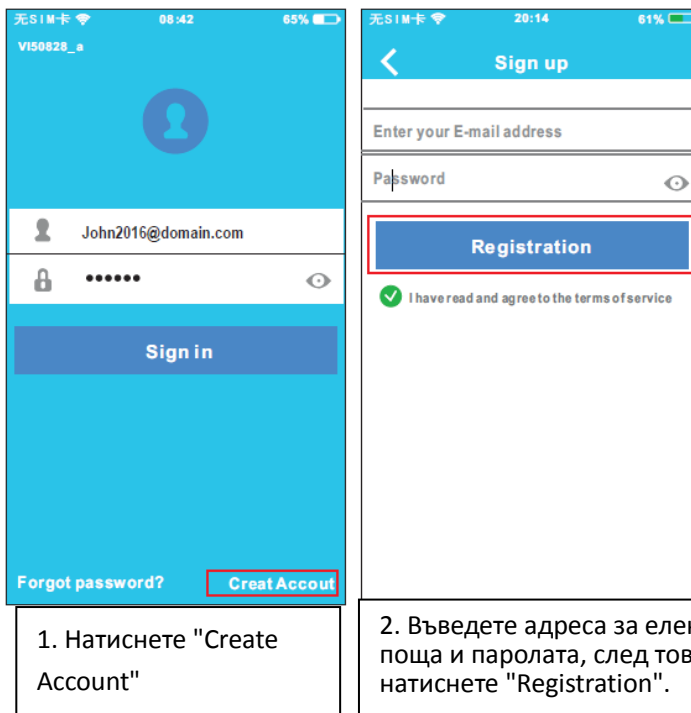 无SIM卡 08:42 65%
VI50828_a
John2016@domain.com
••••••
Sign in
Forgot password? Creat Accout
1. Натиснете "Create
Account"
无SIM卡 20:14 61%
Sign up
Enter your E-mail address
Password
Registration
I have read and agree to the terms of service
2. Въведете адреса за елек
поща и паролата, след тов
натиснете "Registration".